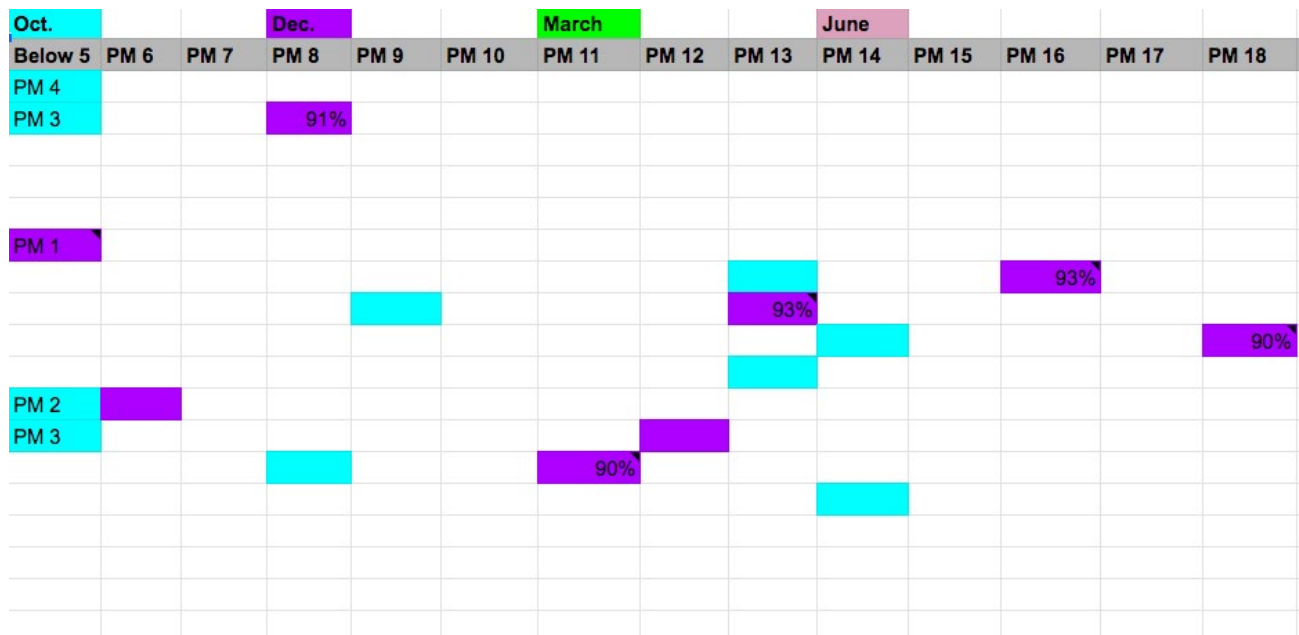 Oct. Dec. March June
Below 5 PM 6 PM 7 PM 8 PM 9 PM 10 PM 11 PM 12 PM 13 PM 14 PM 15 PM 16 PM 17 PM 18
PM 4
PM 3 91%
PM 1
93%
93%
90%
PM 2
PM 3
90%